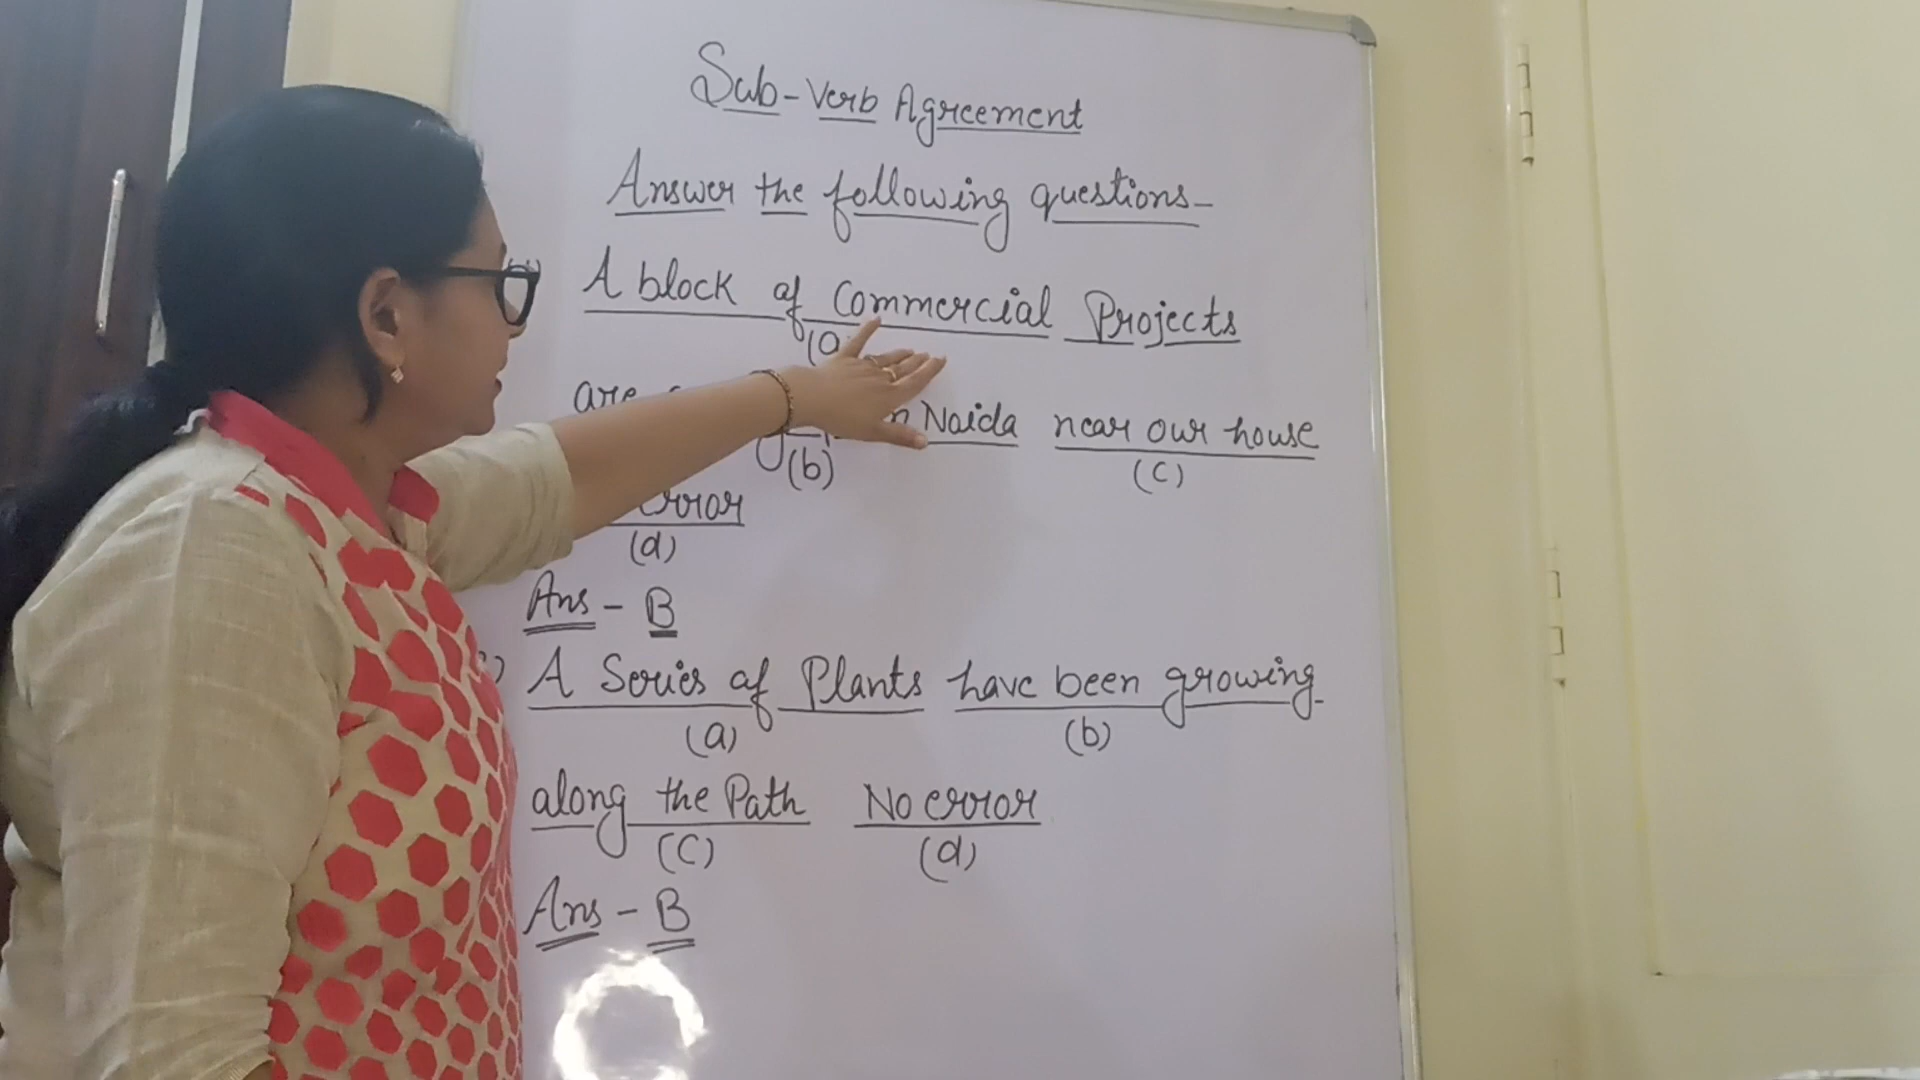 Sub-Verb Agreement
Answer the following questions-
A block of Commercial Projects
(a
are Noida near our house
(b) (c)
error
(d)
Ans - B
A Series of Plants have been growing
(a) (b)
along the Path No error
(c) (d)
Ans - B